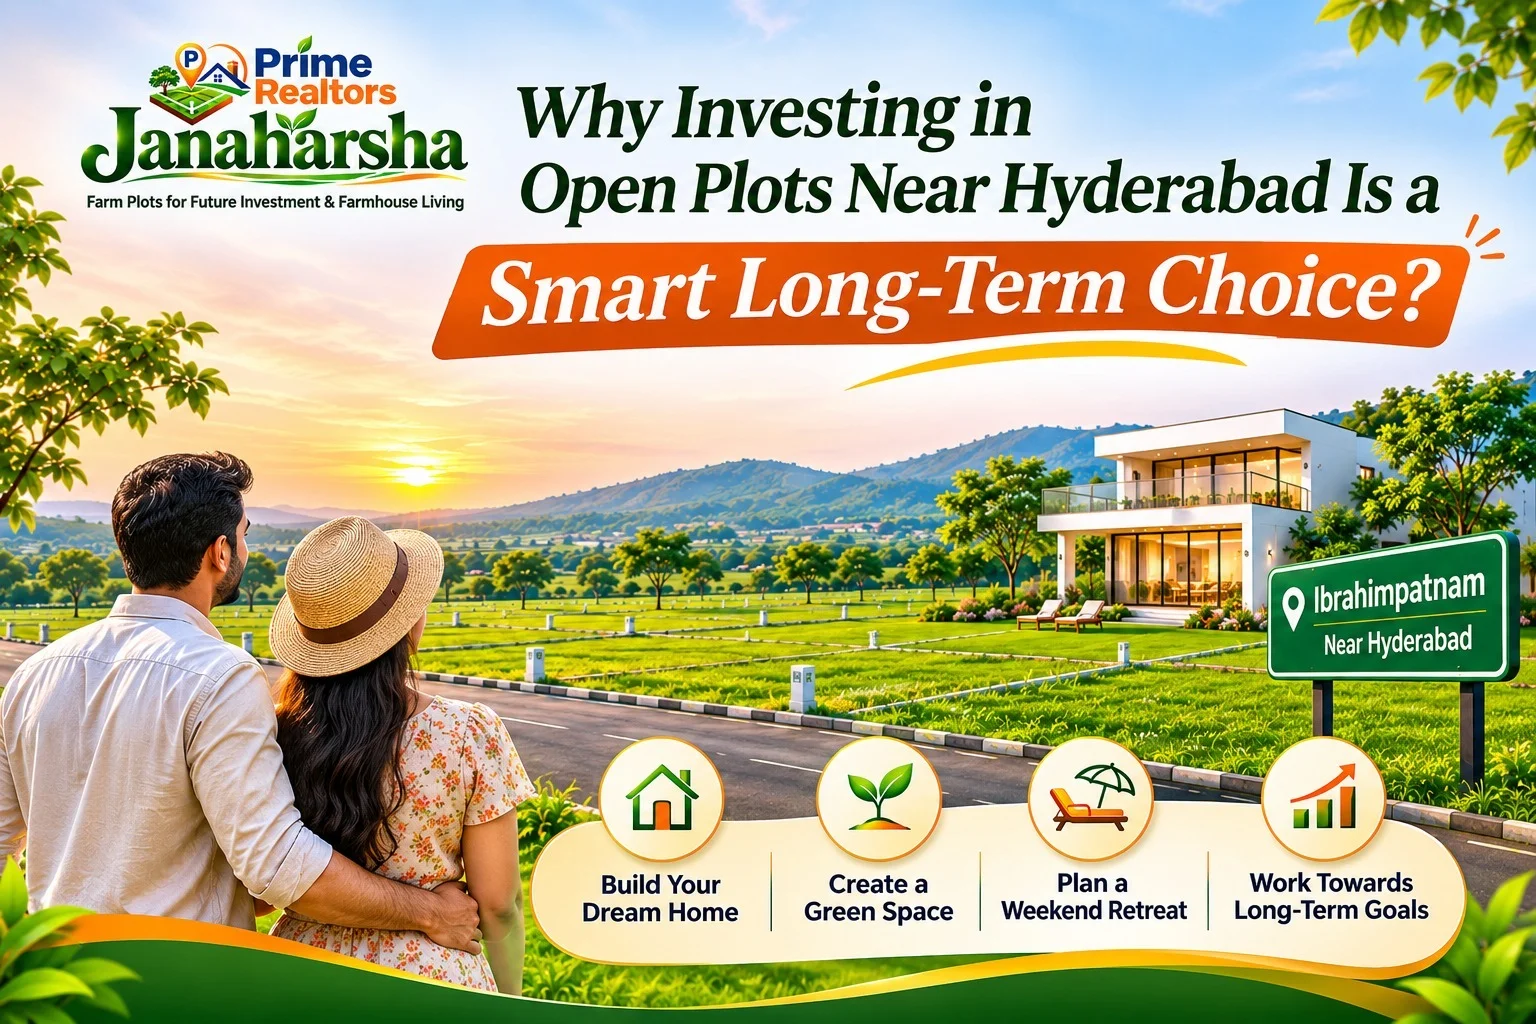 P
Prime
Realtors
Janaharsha
Farm Plots for Future Investment & Farmhouse Living
Why Investing in
Open Plots Near Hyderabad Is a
Smart Long-Term Choice?
Ibrahimpatnam
Near Hyderabad
Build Your
Dream Home
Create a
Green Space
Plan a
Weekend Retreat
Work Towards
Long-Term Goals